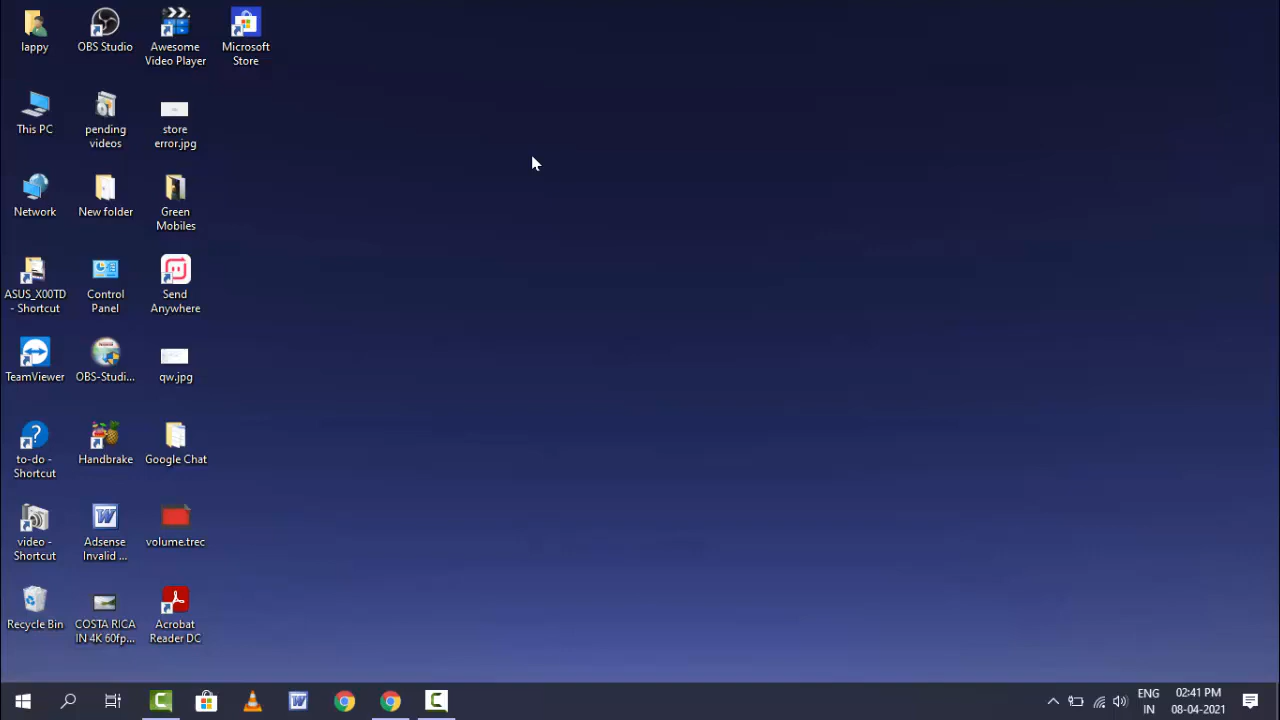 lappy
OBS Studio
Awesome
Video Player
Microsoft
Store
This PC
pending
videos
store
error.jpg
Network
New folder
Green
Mobiles
ASUS_X00TD
- Shortcut
Control
Panel
Send
Anywhere
TeamViewer
OBS-Studi...
qw.jpg
to-do -
Shortcut
Handbrake
Google Chat
video -
Shortcut
Adsense
Invalid ...
volume.trec
Recycle Bin
COSTA RICA
IN 4K 60fp...
Acrobat
Reader DC
ENG
IN
02:41 PM
08-04-2021